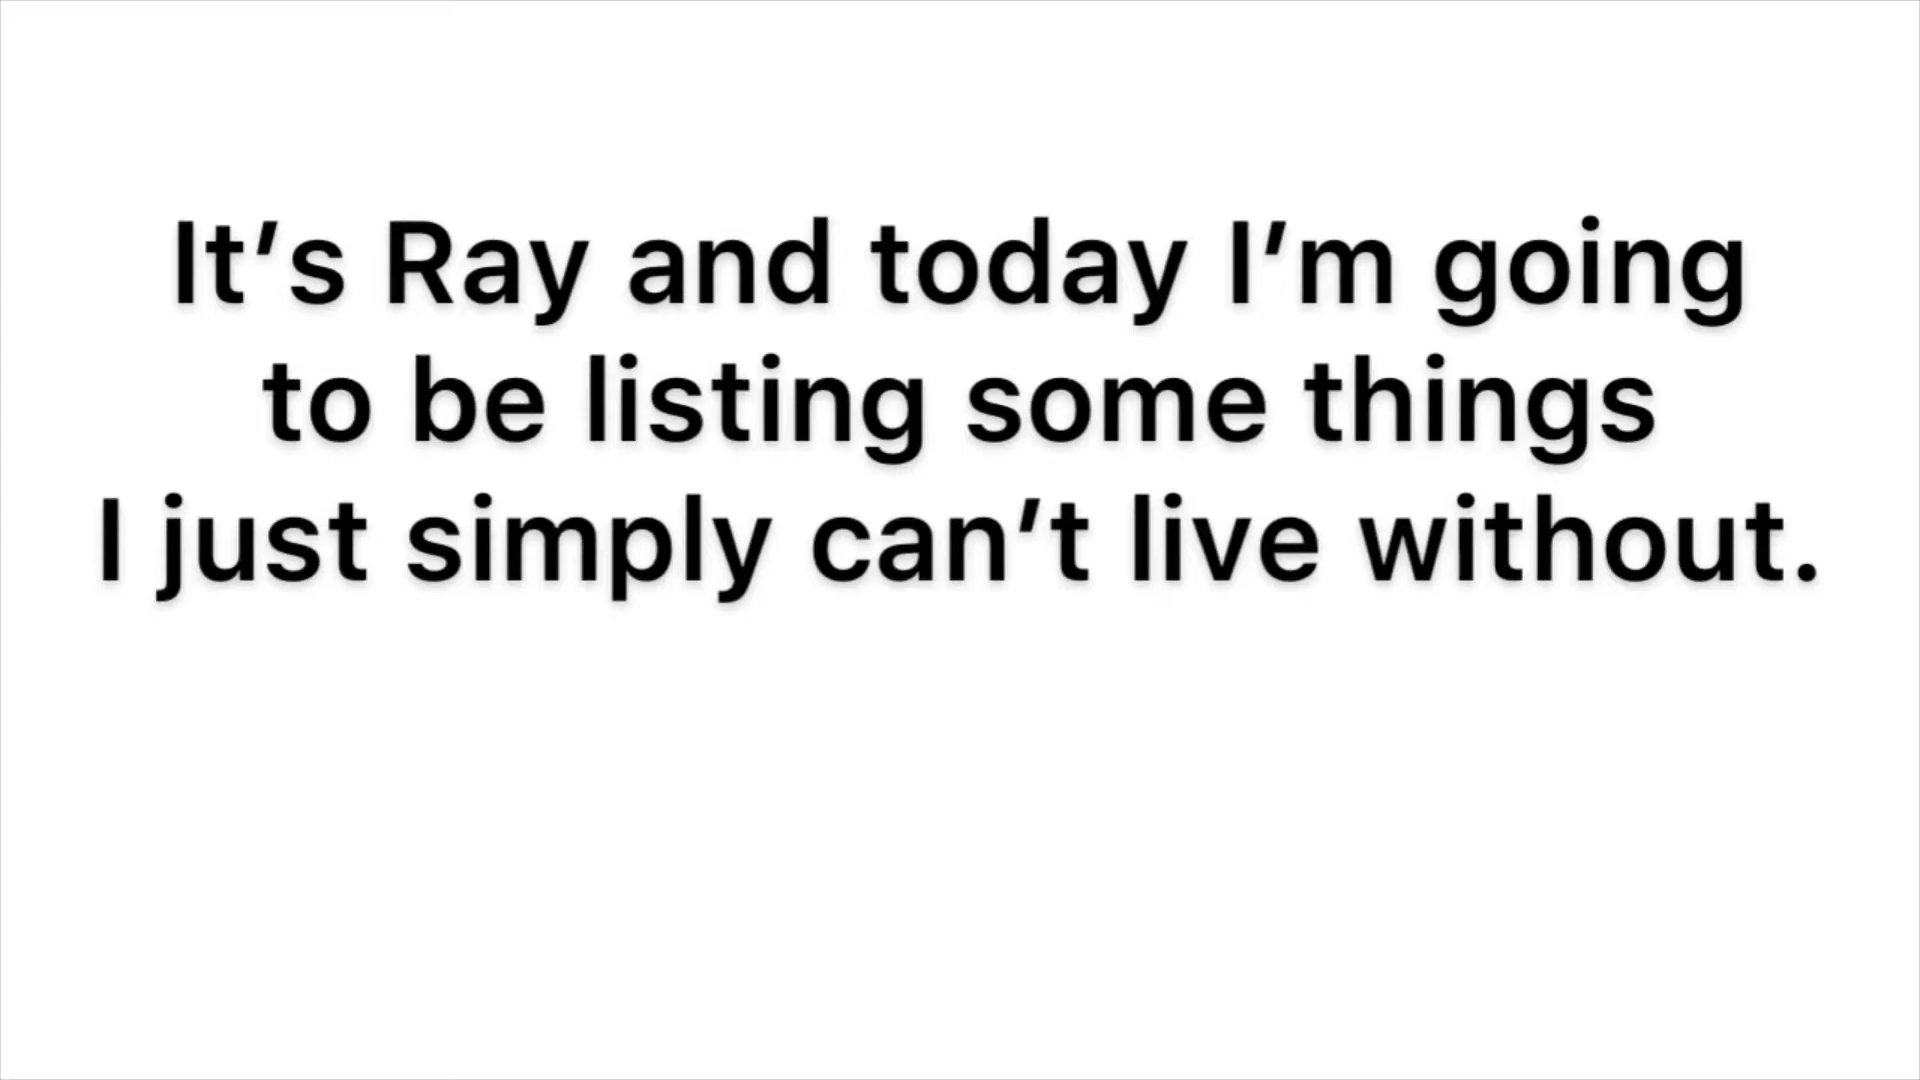 It’s Ray and today I’m going
to be listing some things
I just simply can’t live without.